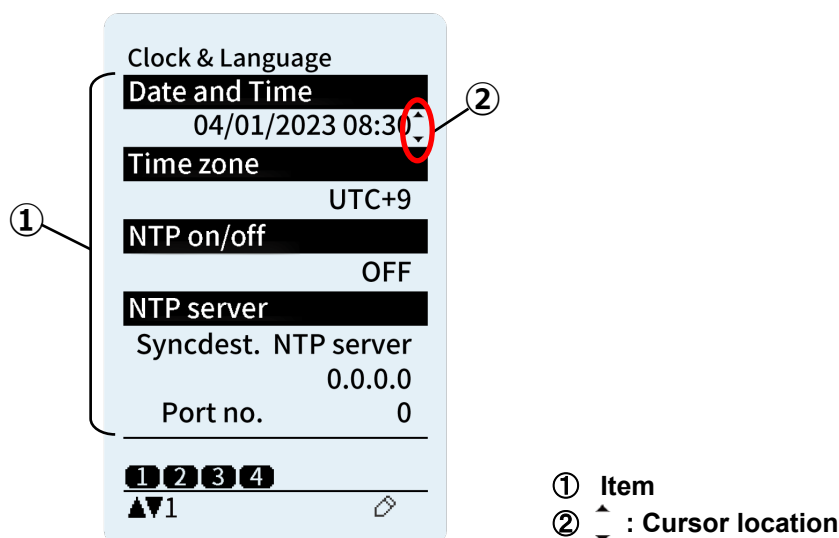 Clock & Language
Date and Time
04/01/2023 08:30
Time zone
UTC+9
NTP on/off
OFF
NTP server
Syncdest. NTP server
0.0.0.0
Port no. 0
1 2 3 4
▲▼1
①
②
① Item
② : Cursor location